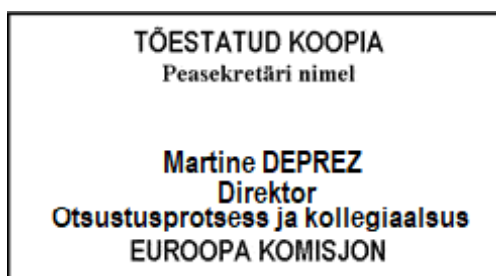 TÕESTATUD KOOPIA
Peasekretäri nimel
Martine DEPREZ
Direktor
Otsustusprotsess ja kollegiaalsus
EUROOPA KOMISJON